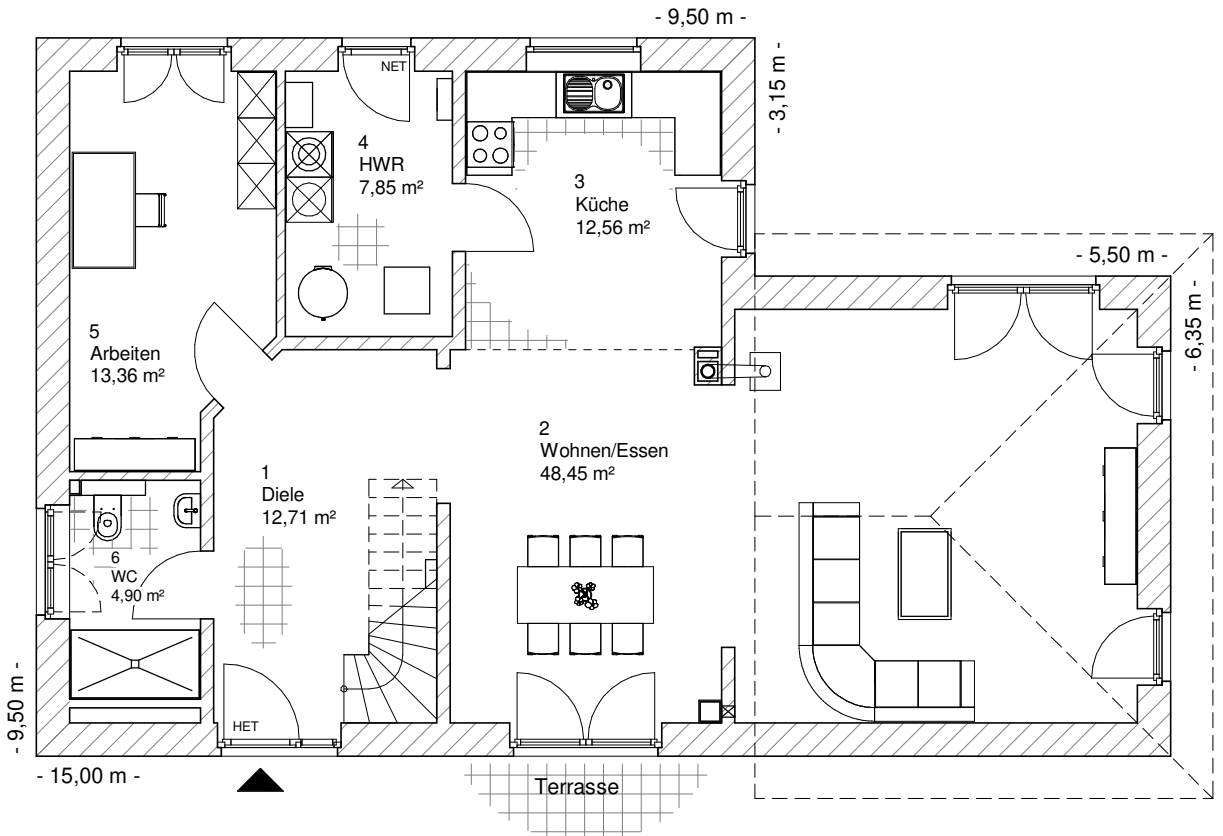 - 9,50 m -
- 3,15 m -
NET
4
HWR
7,85 m²
3
Küche
12,56 m²
- 5,50 m -
- 6,35 m -
5
Arbeiten
13,36 m²
2
Wohnen/Essen
48,45 m²
1
Diele
12,71 m²
6
WC
4,90 m²
- 9,50 m -
HET
- 15,00 m -
Terrasse